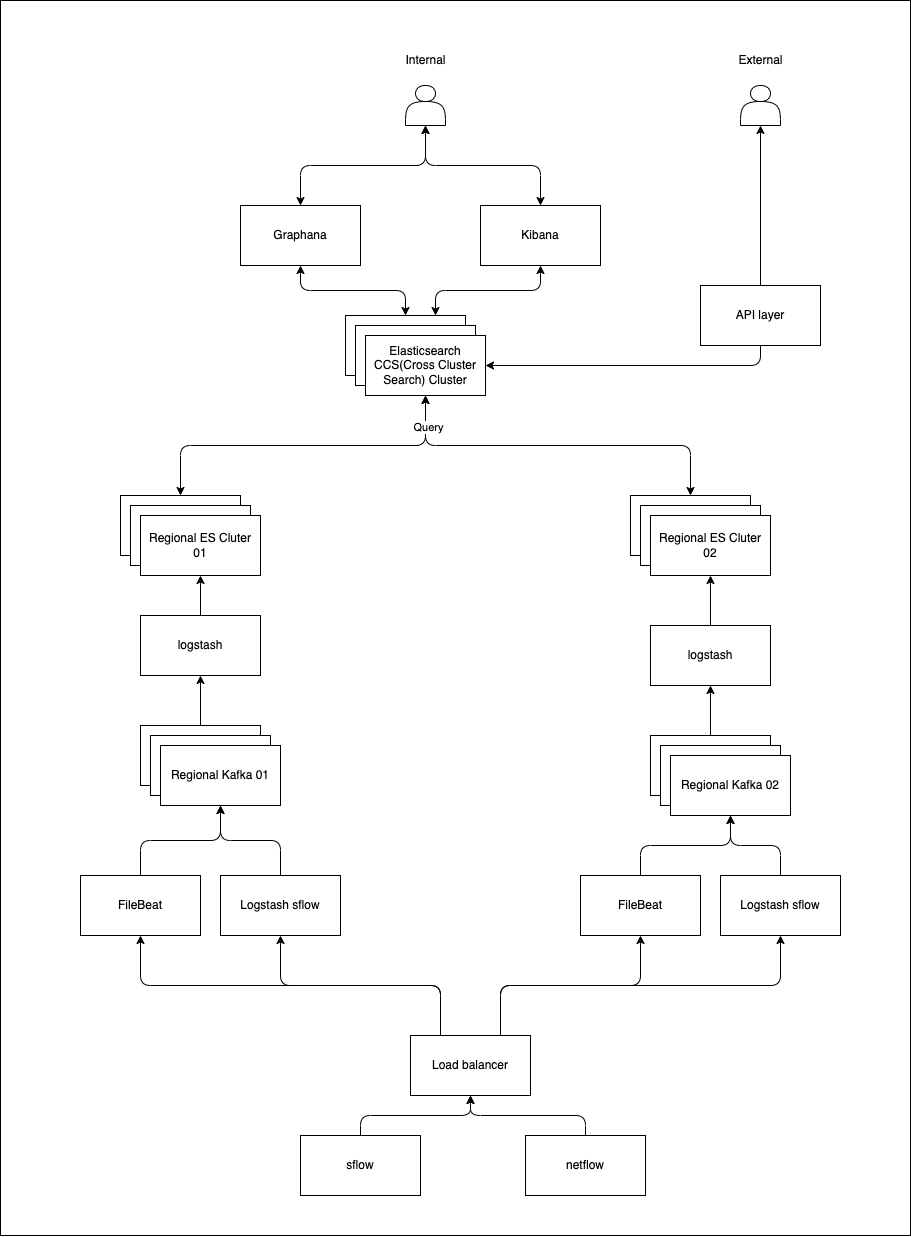 Internal
External
Graphana
Kibana
API layer
Elasticsearch
CCS(Cross Cluster
Search) Cluster
Query
Regional ES Cluter
01
Regional ES Cluter
02
logstash
logstash
Regional Kafka 01
Regional Kafka 02
FileBeat
Logstash sflow
FileBeat
Logstash sflow
Load balancer
sflow
netflow